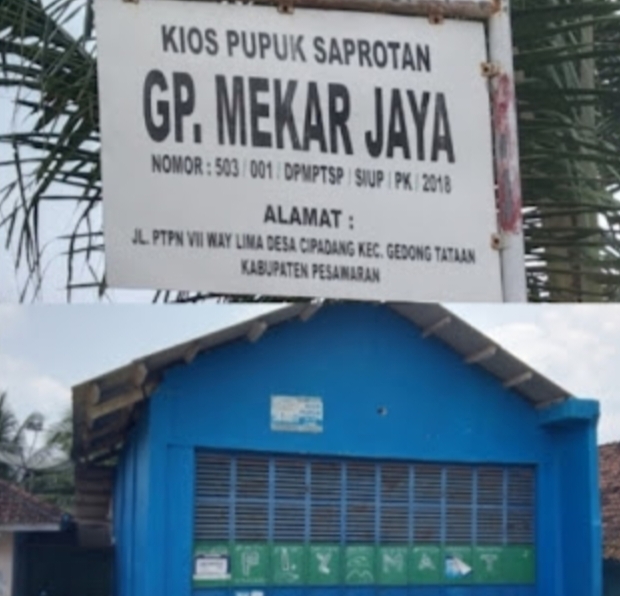 KIOS PUPUK SAPROTAN
GP. MEKAR JAYA
NOMOR : 503 / 001 / DPMPTSP / SIUP / PK / 2018
ALAMAT :
JL. PTPN VII WAY LIMA DESA CIPADANG KEC. GEDONG TATAAN
KABUPATEN PESAWARAN